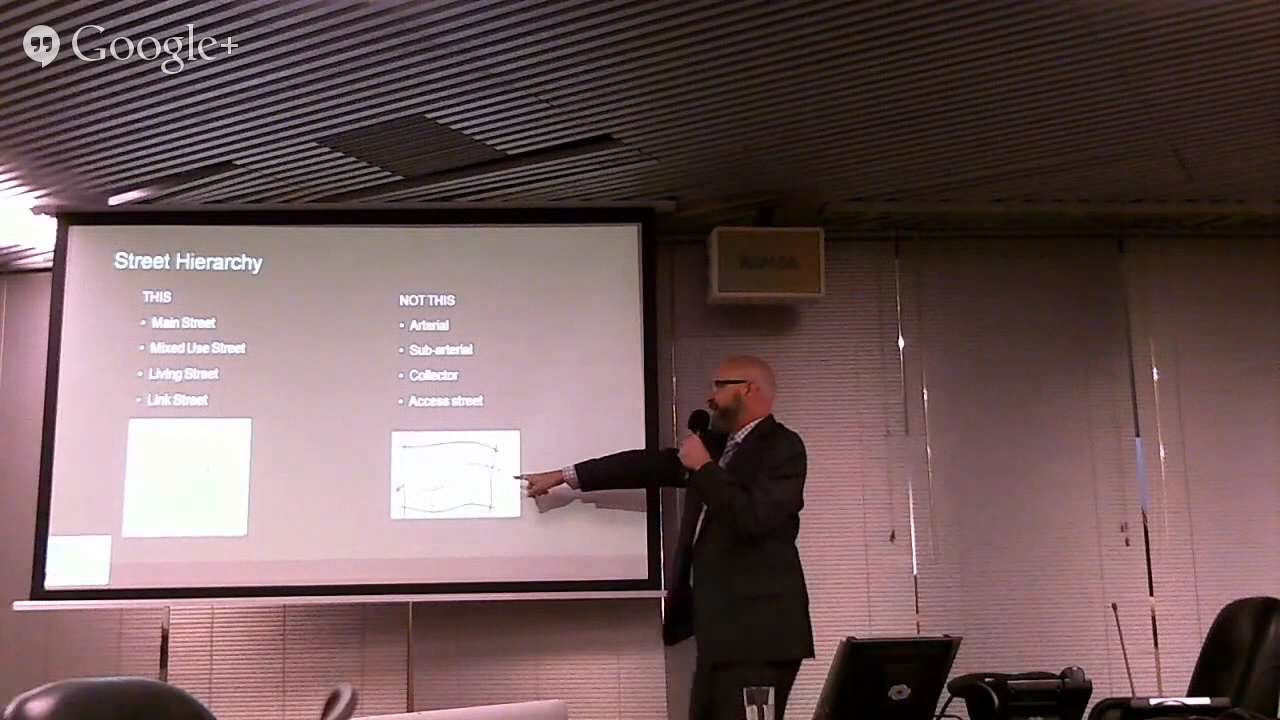 Google+
Street Hierarchy
THIS
• Main Street
• Mixed Use Street
• Living Street
• Link Street
NOT THIS
• Arterial
• Sub-arterial
• Collector
• Access street